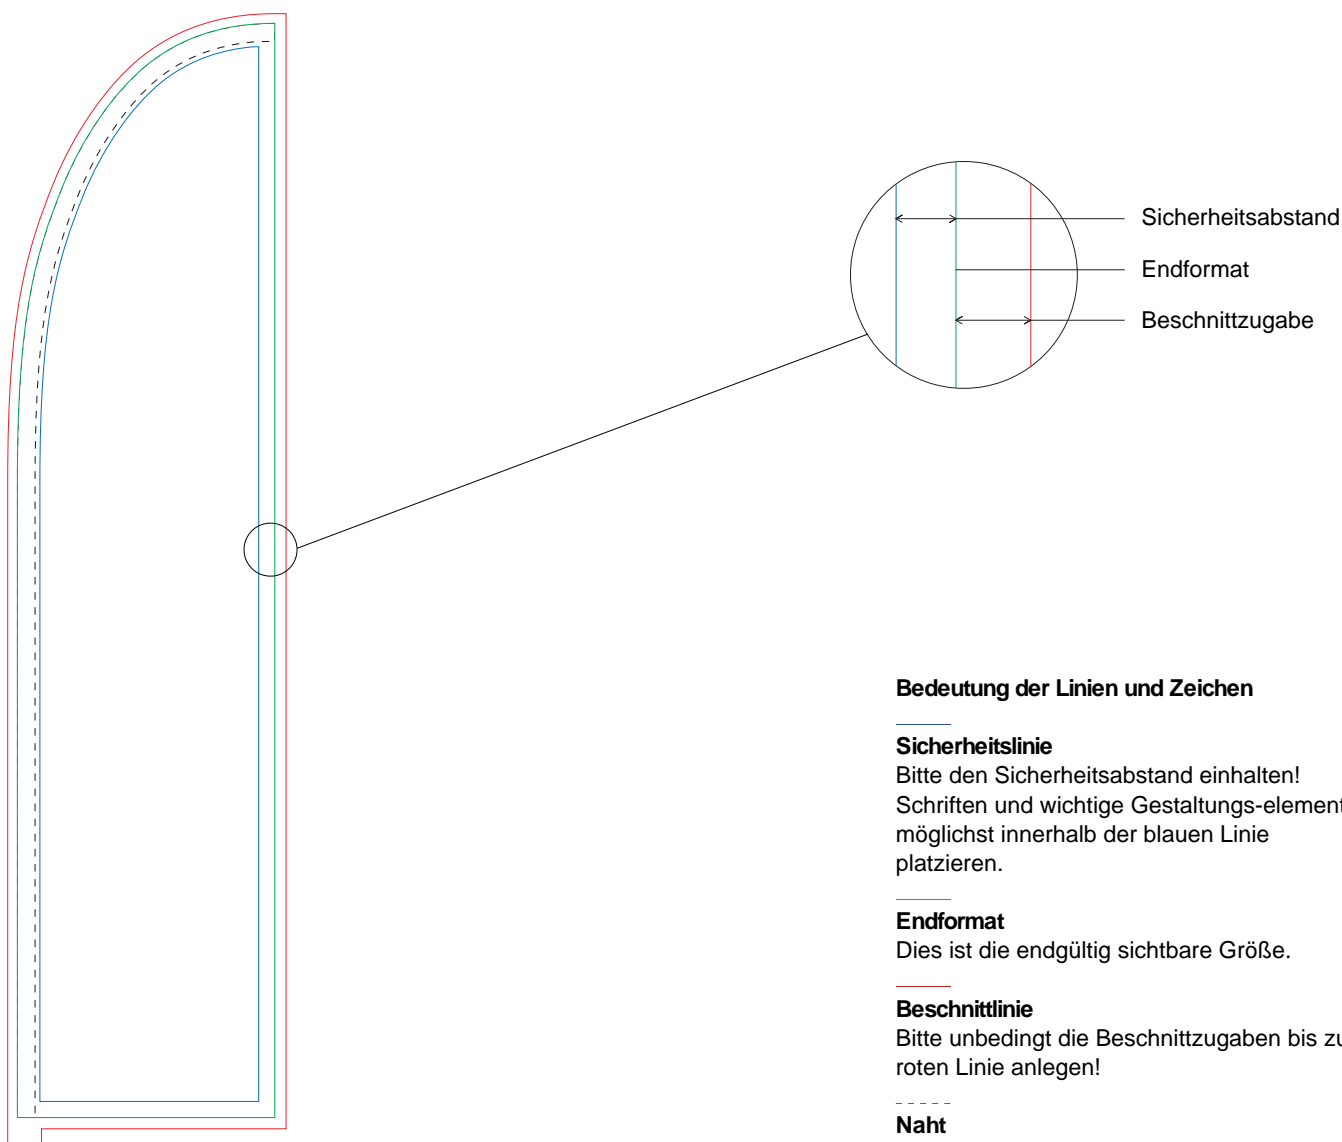 Sicherheitsabstand
Endformat
Beschnittzugabe
Bedeutung der Linien und Zeichen
Sicherheitslinie
Bitte den Sicherheitsabstand einhalten!
Schriften und wichtige Gestaltungs-element
möglichst innerhalb der blauen Linie
platzieren.
Endformat
Dies ist die endgültig sichtbare Größe.
Beschnittlinie
Bitte unbedingt die Beschnittzugaben bis zu
roten Linie anlegen!
Naht